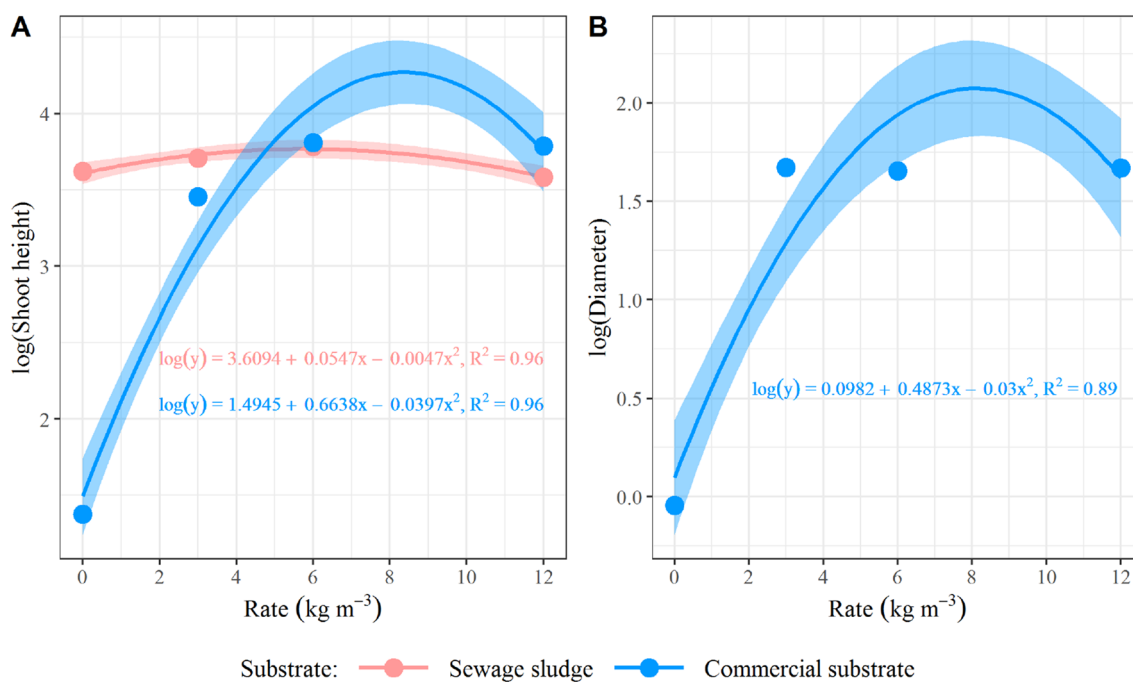 A
log(Shoot height)
4
3
2
log(y) = 3.6094 + 0.0547x − 0.0047x², R² = 0.96
log(y) = 1.4945 + 0.6638x − 0.0397x², R² = 0.96
0 2 4 6 8 10 12
Rate (kg m⁻³)
B
log(Diameter)
2.0
1.5
1.0
0.5
0.0
log(y) = 0.0982 + 0.4873x − 0.03x², R² = 0.89
0 2 4 6 8 10 12
Rate (kg m⁻³)
Substrate: Sewage sludge Commercial substrate